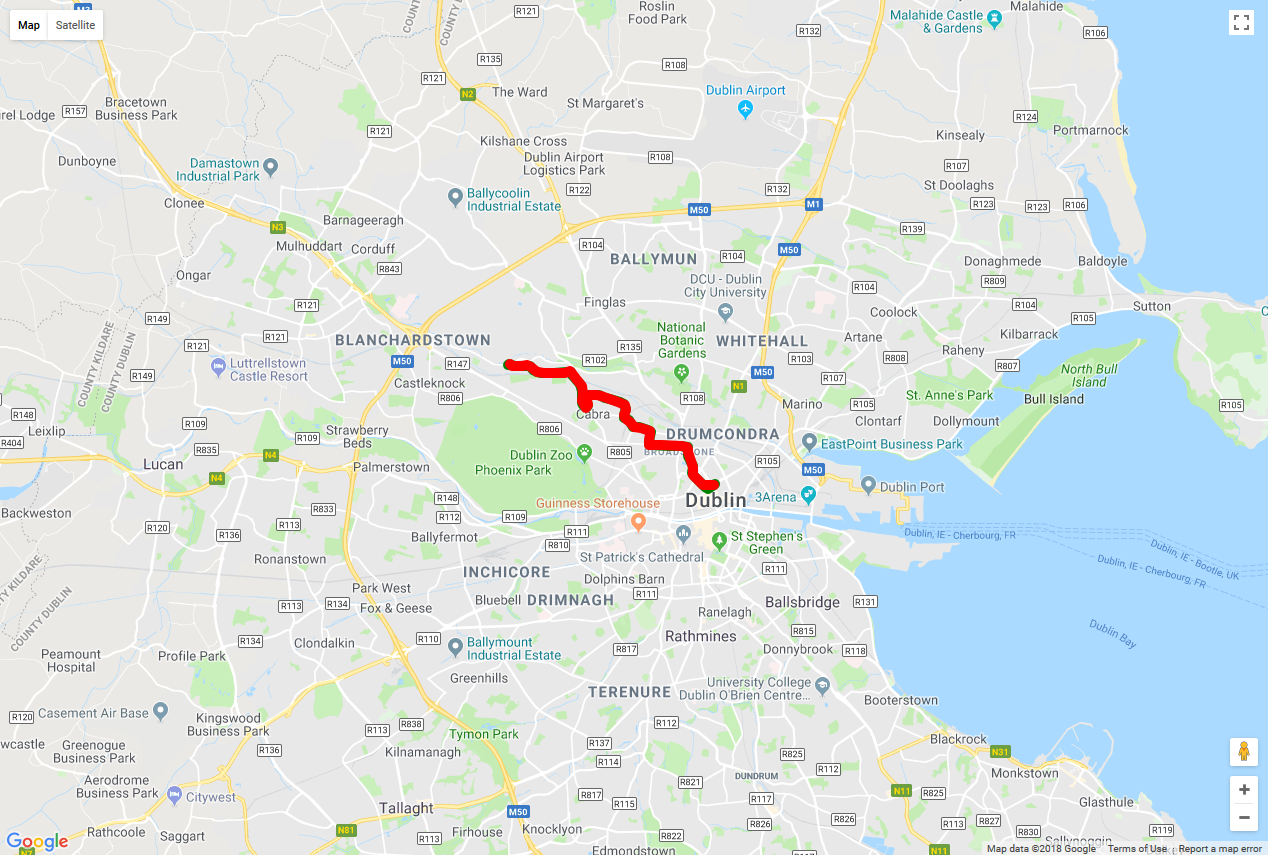 Map
Satellite
M3
COUNTY
COUNTY DUBLIN
R121
Roslin
Food Park
R132
Malahide Castle
& Gardens
Malahide
R106
R135
R108
R121
N2
The Ward
St Margaret's
Dublin Airport
Bracetown
Business Park
R157
R121
R124
Portmarnock
Kilshane Cross
Kinsealy
Dunboyne
Damastown
Industrial Park
Dublin Airport
Logistics Park
R108
R107
R122
R132
St Doolaghs
Clonee
Ballycoolin
Industrial Estate
M50
M1
R123
R123
R106
Barnageeragh
N3
R139
Mulhuddart
Corduff
R104
M50
BALLYMUN
R104
Donaghmede
Baldoyle
R843
Ongar
DCU - Dublin
City University
R104
R809
R121
Finglas
R104
Sutton
Coolock
R149
R105
COUNTY KILDARE
COUNTY DUBLIN
R121
R121
BLANCHARDSTOWN
National
Botanic
Gardens
WHITEHALL
Artane
Kilbarrack
R135
Raheny
M50
R147
R102
R103
R808
R807
Luttrellstown
Castle Resort
R149
Castleknock
M50
R107
North Bull
Island
N1
R806
R108
St. Anne's Park
Bull Island
Marino
R105
R105
R148
Cabra
Clontarf
Dollymount
R109
Leixlip
Strawberry
Beds
R806
DRUMCONDRA
R404
R109
EastPoint Business Park
R835
N4
Dublin Zoo
R805
BROADSTONE
Lucan
Palmerstown
Phoenix Park
R105
M50
N4
Dublin Port
R148
Guinness Storehouse
Dublin
3Arena
Backweston
R833
R112
R109
R120
R113
Ballyfermot
R111
St Stephen's
Green
Dublin, IE - Cherbourg, FR
R810
St Patrick's Cathedral
Dublin, IE - Bootle, UK
Ronanstown
Dublin, IE - Cherbourg, FR
INCHICORE
Dolphins Barn
R111
COUNTY KILDARE
COUNTY DUBLIN
Park West
R111
Bluebell
DRIMNAGH
Ballsbridge
R131
R113
R134
Fox & Geese
Ranelagh
Dublin Bay
R134
Clondalkin
R110
Rathmines
R815
Peamount
Hospital
Profile Park
Ballymount
Industrial Estate
R817
Donnybrook
R118
Greenhills
University College
Dublin O'Brien Centre...
TERENURE
Booterstown
R120
Casement Air Base
Kingswood
Business Park
R113
R838
R112
Tymon Park
Blackrock
Greenogue
Business Park
R136
Kilnamanagh
R137
R114
R825
R112
N31
Monkstown
DUNDRUM
Aerodrome
Business Park
Citywest
R821
N11
R825
Glasthule
R817
R115
R117
Tallaght
M50
R826
R826
R113
R827
R119
Rathcoole
Saggart
N81
R113
Firhouse
Knocklyon
R822
R830
Sallynoggin
Edmondstown
N11
N7
Google
Map data ©2018 Google
Terms of Use
Report a map error